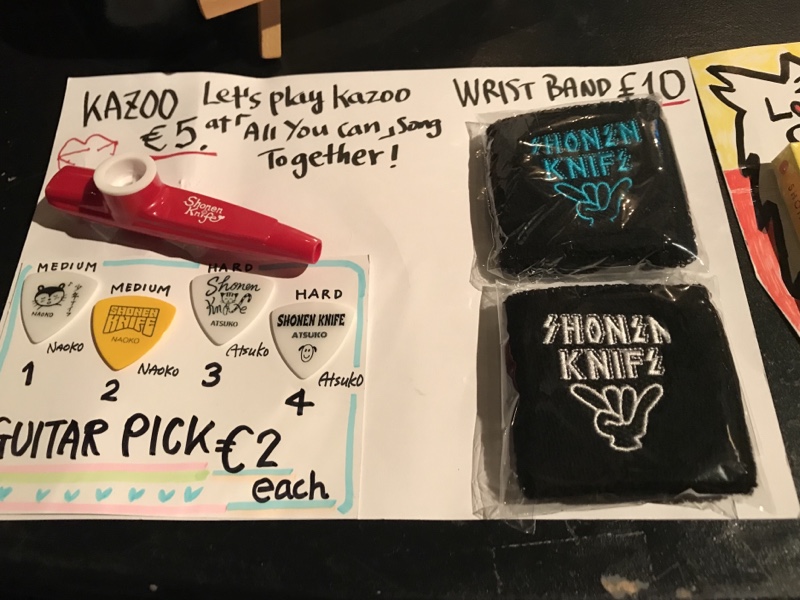 KAZOO
€5.
Let's play Kazoo
at「All You Can」Song
Together!
WRIST BAND €10
Shonen
Knife
SHONEN
KNIFE
SHONEN
KNIFE
MEDIUM
NAOKO
NAOKO
1
MEDIUM
SHONEN
KNIFE
NAOKO
NAOKO
2
HARD
Shonen
Knife
ATSUKO
Atsuko
3
HARD
SHONEN KNIFE
ATSUKO
Atsuko
4
GUITAR PICK €2
each